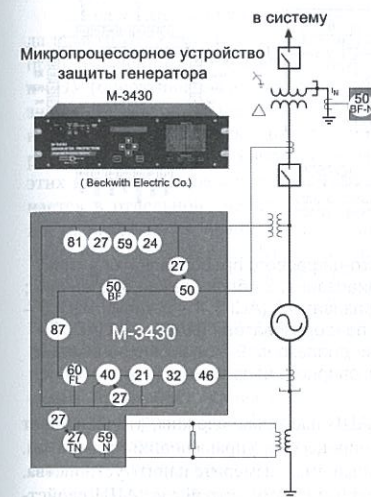 в систему
Микропроцессорное устройство
защиты генератора
М-3430
( Beckwith Electric Co.)
IN
50
BF-N
81 27 59 24
27
50
BF
50
87
М-3430
60
FL
40 21 32 46
27
27
27
TN
59
N